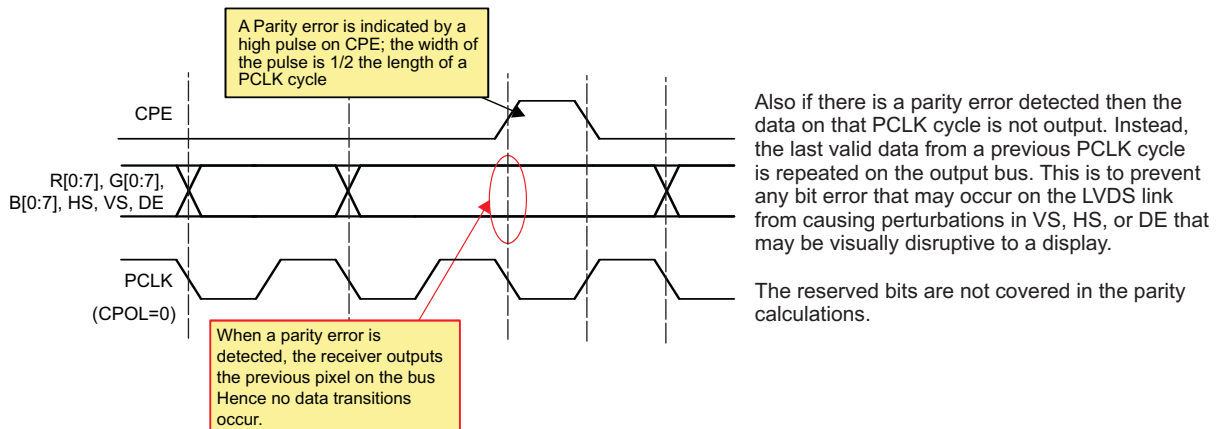 A Parity error is indicated by a
high pulse on CPE; the width of
the pulse is 1/2 the length of a
PCLK cycle
CPE
R[0:7], G[0:7],
B[0:7], HS, VS, DE
PCLK
(CPOL=0)
When a parity error is
detected, the receiver outputs
the previous pixel on the bus
Hence no data transitions
occur.
Also if there is a parity error detected then the
data on that PCLK cycle is not output. Instead,
the last valid data from a previous PCLK cycle
is repeated on the output bus. This is to prevent
any bit error that may occur on the LVDS link
from causing perturbations in VS, HS, or DE that
may be visually disruptive to a display.
The reserved bits are not covered in the parity
calculations.